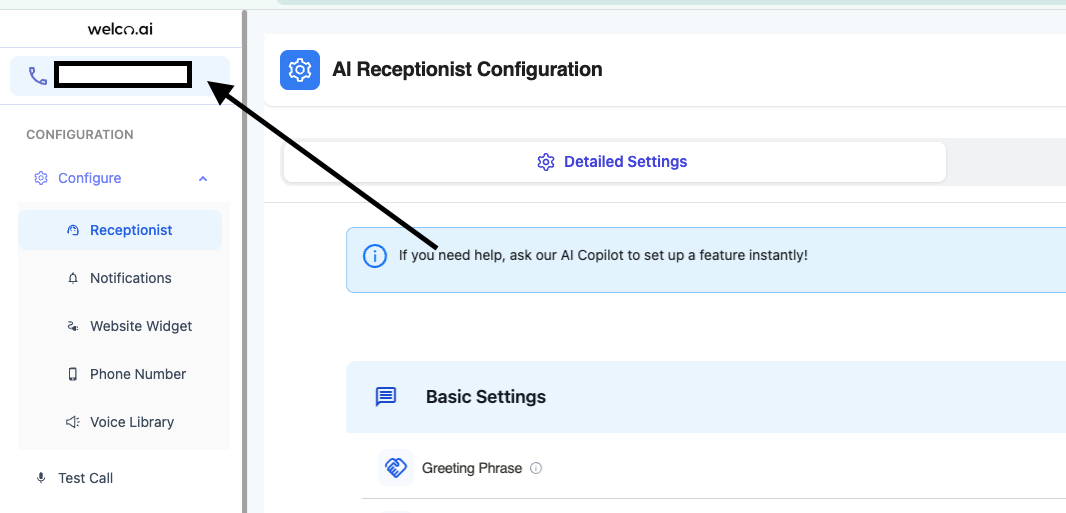 welco.ai
AI Receptionist Configuration
CONFIGURATION
Configure
Receptionist
Notifications
Website Widget
Phone Number
Voice Library
Test Call
Detailed Settings
If you need help, ask our AI Copilot to set up a feature instantly!
Basic Settings
Greeting Phrase